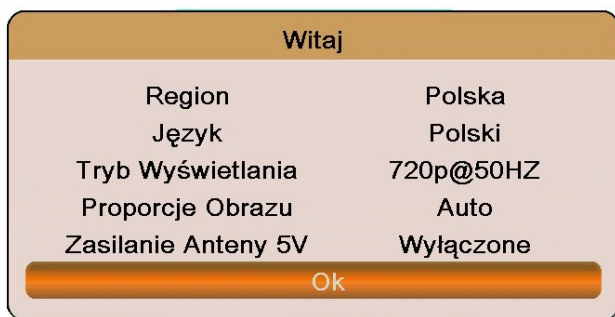 Witaj
Region Polska
Język Polski
Tryb Wyświetlania 720p@50HZ
Proporcje Obrazu Auto
Zasilanie Anteny 5V Wyłączone
Ok